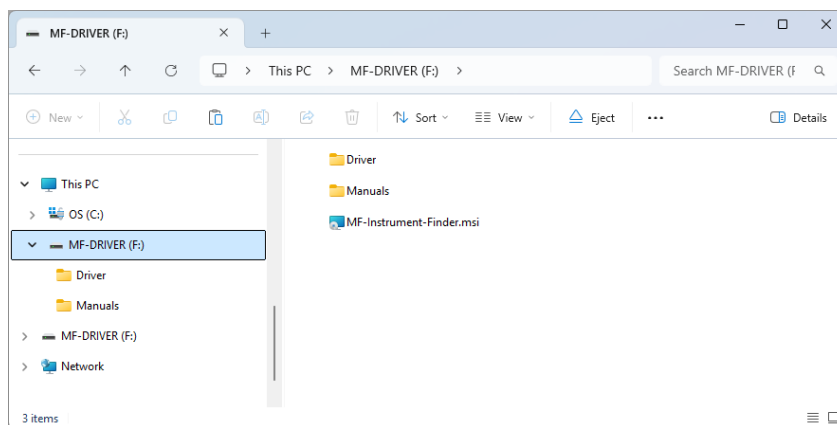 MF-DRIVER (F:)
This PC > MF-DRIVER (F:) >
Search MF-DRIVER (F
New
Sort
View
Eject
Details
This PC
OS (C:)
MF-DRIVER (F:)
Driver
Manuals
MF-DRIVER (F:)
Network
Driver
Manuals
MF-Instrument-Finder.msi
3 items